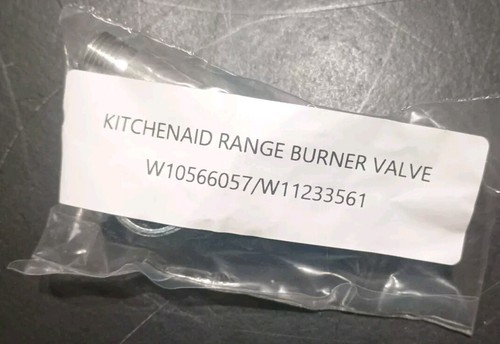 KITCHENAID RANGE BURNER VALVE
W10566057/W11233561